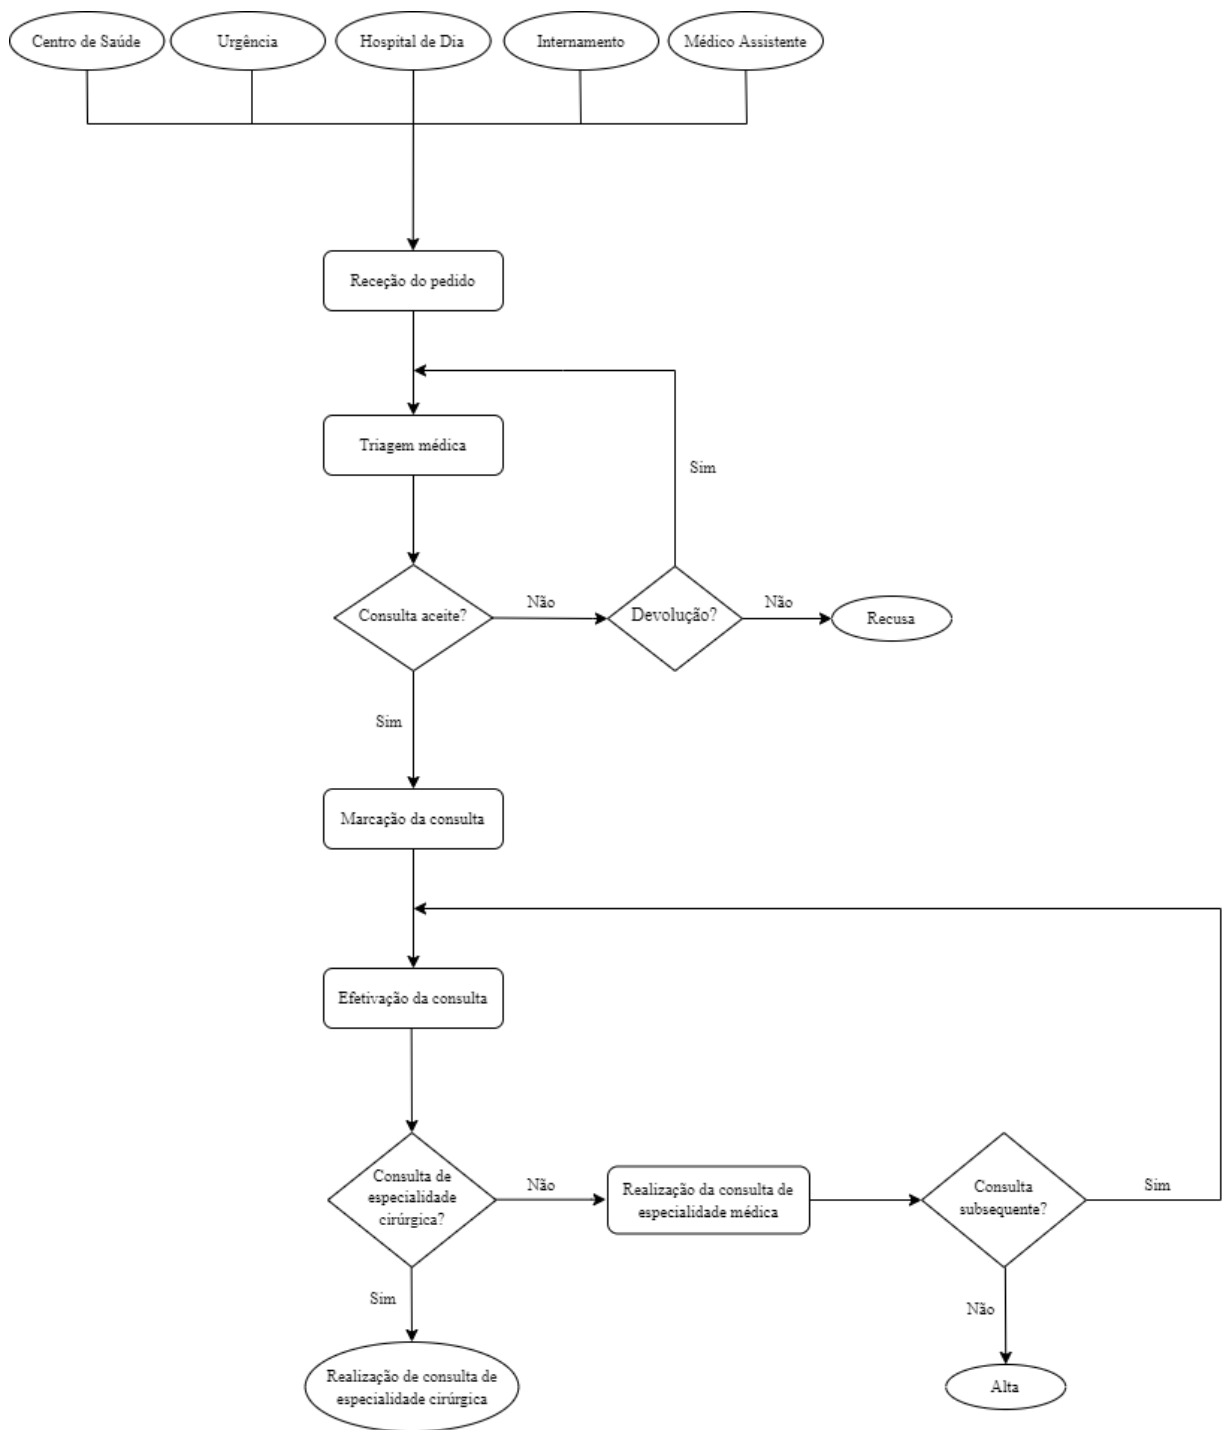 Centro de Saúde
Urgência
Hospital de Dia
Internamento
Médico Assistente
Receção do pedido
Triagem médica
Sim
Consulta aceite?
Não
Devolução?
Não
Recusa
Sim
Marcação da consulta
Efetivação da consulta
Consulta de
especialidade
cirúrgica?
Não
Realização da consulta de
especialidade médica
Consulta
subsequente?
Sim
Sim
Não
Realização de consulta de
especialidade cirúrgica
Alta